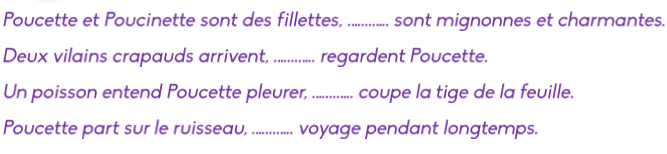 Poucette et Poucinette sont des fillettes, ............ sont mignonnes et charmantes.
Deux vilains crapauds arrivent, ............ regardent Poucette.
Un poisson entend Poucette pleurer, ............ coupe la tige de la feuille.
Poucette part sur le ruisseau, ............ voyage pendant longtemps.